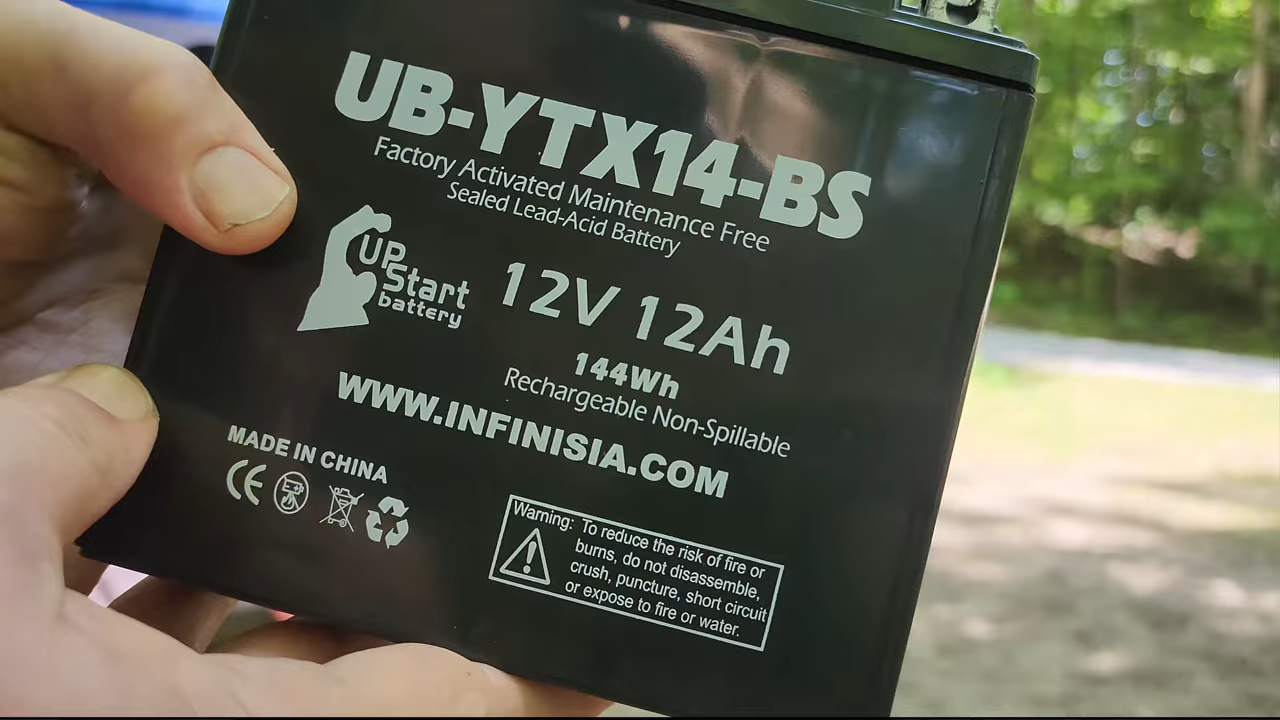 UB-YTX14-BS
Factory Activated Maintenance Free
Sealed Lead-Acid Battery
UP
Start
battery
12V 12Ah
144Wh
Rechargeable Non-Spillable
WWW.INFINISIA.COM
MADE IN CHINA
CE
Warning: To reduce the risk of fire or
burns, do not disassemble,
crush, puncture, short circuit
or expose to fire or water.